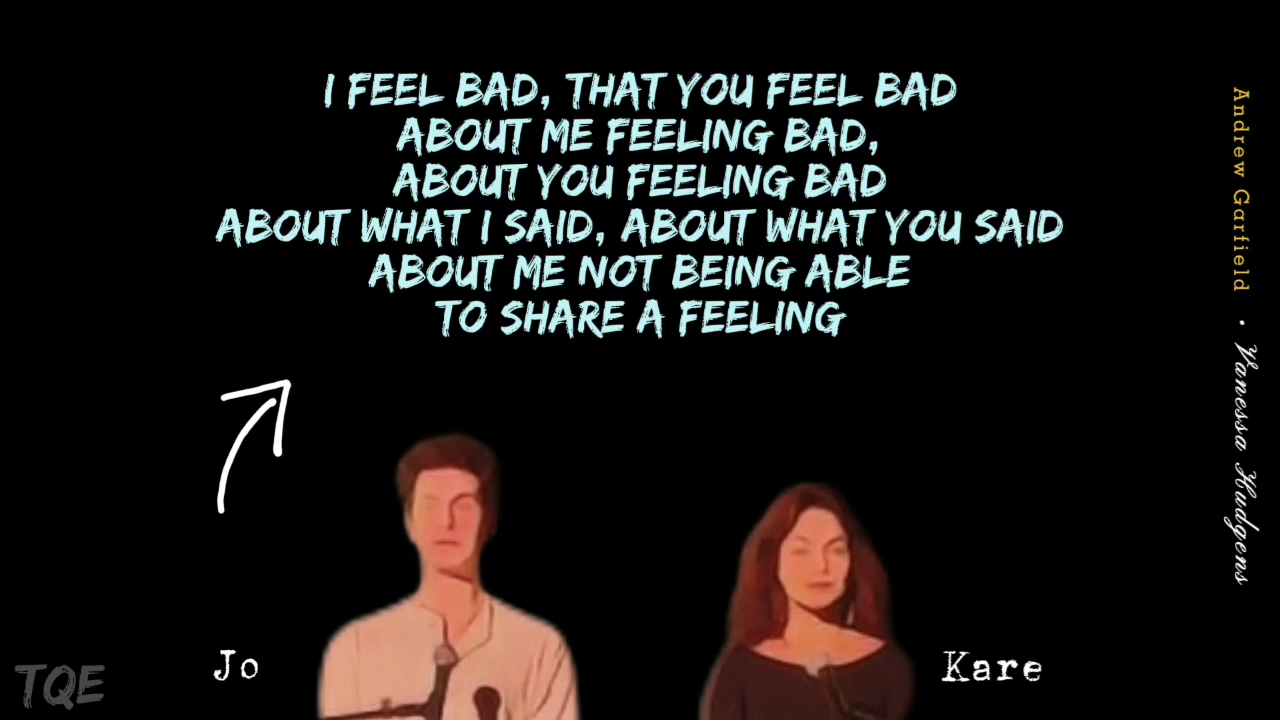 I FEEL BAD, THAT YOU FEEL BAD
ABOUT ME FEELING BAD,
ABOUT YOU FEELING BAD
ABOUT WHAT I SAID, ABOUT WHAT YOU SAID
ABOUT ME NOT BEING ABLE
TO SHARE A FEELING
Jo
Kare
TQE
Andrew Garfield • Vanessa Hudgens